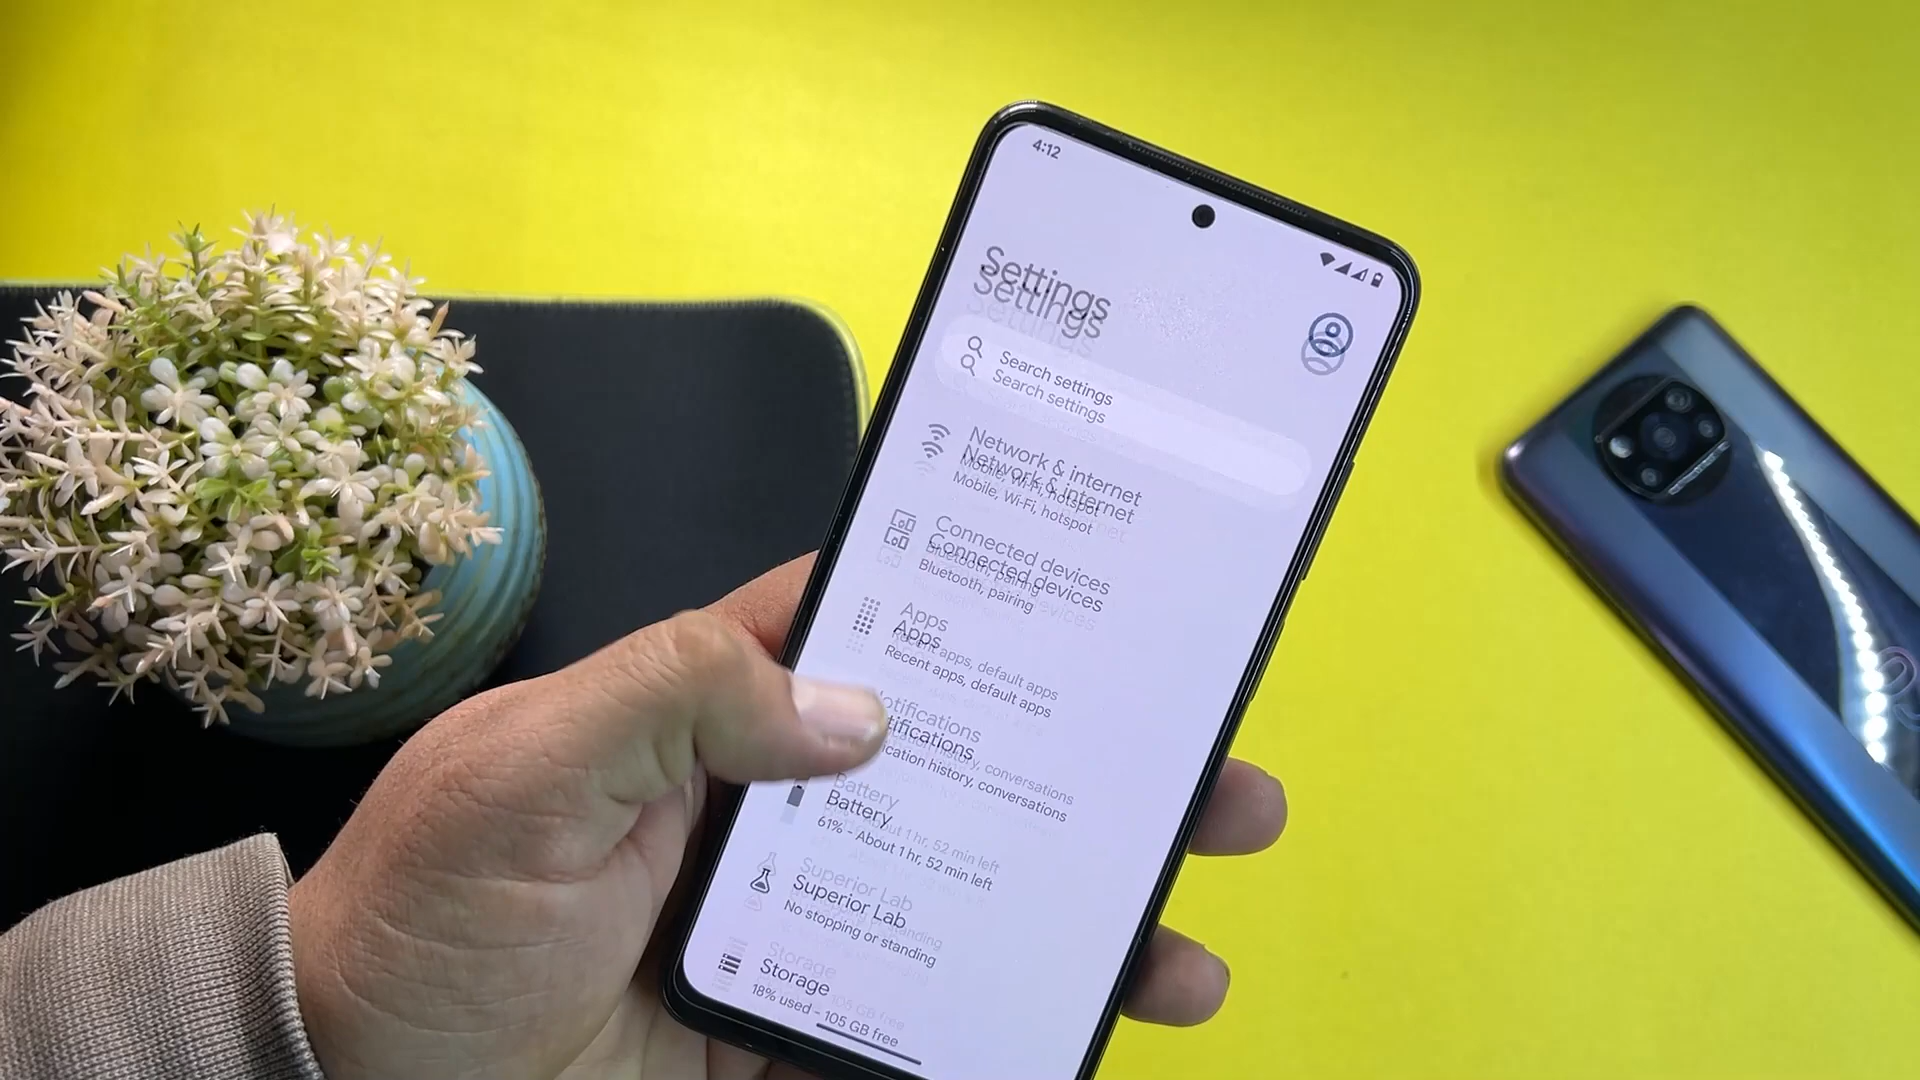 4:12
Settings
Search settings
Network & internet
Mobile, Wi-Fi, hotspot
Connected devices
Bluetooth, pairing
Apps
Recent apps, default apps
tifications
ication history, conversations
Battery
61% - About 1 hr, 52 min left
Superior Lab
No stopping or standing
Storage
18% used - 105 GB free